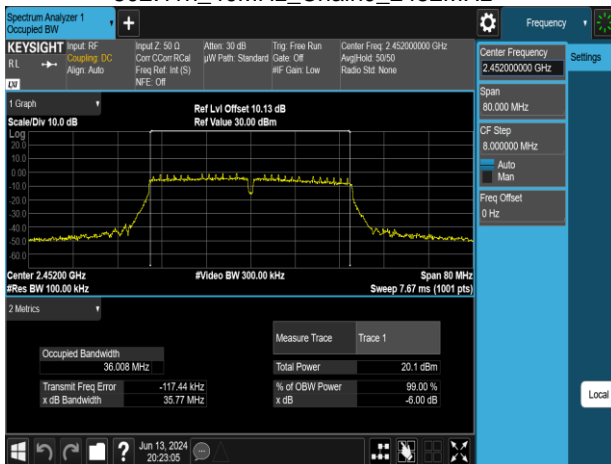 Spectrum Analyzer 1
Occupied BW
+
Frequency
KEYSIGHT
RL
LXI
Input: RF
Coupling: DC
Align: Auto
Input Z: 50 Ω
Corr CCorr RCal
Freq Ref: Int (S)
NFE: Off
Atten: 30 dB
µW Path: Standard
Trig: Free Run
Gate: Off
#IF Gain: Low
Center Freq: 2.452000000 GHz
Avg|Hold: 50/50
Radio Std: None
Center Frequency
2.452000000 GHz
Settings
Span
80.000 MHz
CF Step
8.000000 MHz
Auto
Man
Freq Offset
0 Hz
Local
1 Graph
Scale/Div 10.0 dB
Ref Lvl Offset 10.13 dB
Ref Value 30.00 dBm
Log
20.0
10.0
0.00
-10.0
-20.0
-30.0
-40.0
-50.0
-60.0
Center 2.45200 GHz
#Video BW 300.00 kHz
Span 80 MHz
#Res BW 100.00 kHz
Sweep 7.67 ms (1001 pts)
2 Metrics
Measure Trace Trace 1
Occupied Bandwidth
36.008 MHz
Total Power 20.1 dBm
Transmit Freq Error -117.44 kHz
% of OBW Power 99.00 %
x dB Bandwidth 35.77 MHz
x dB -6.00 dB
?
Jun 13, 2024
20:23:05